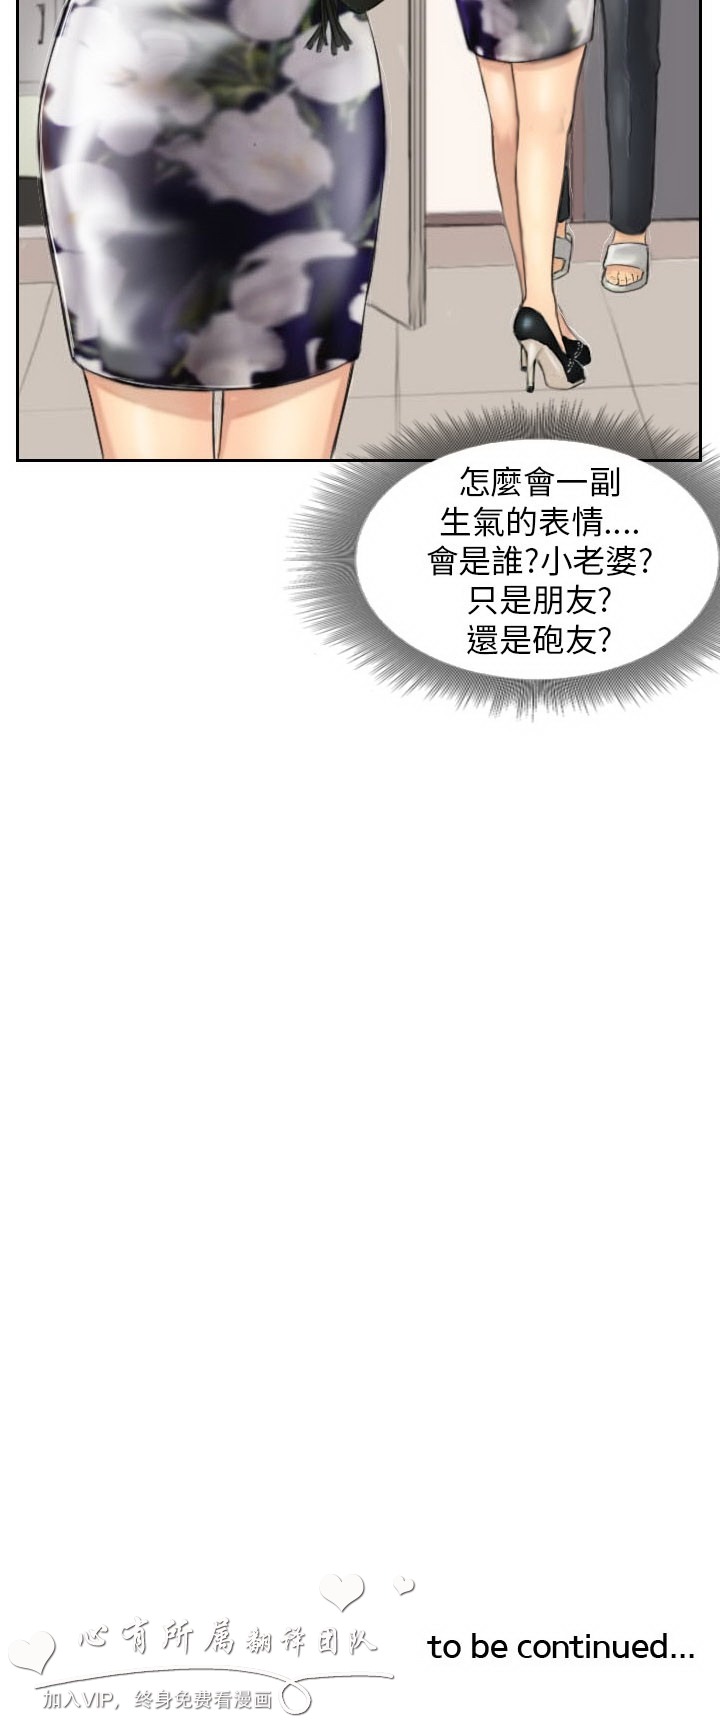 怎麼會一副
生氣的表情....
會是誰?小老婆?
只是朋友?
還是砲友?
心有所属翻译团队
to be continued...
加入VIP，终身免费看漫画